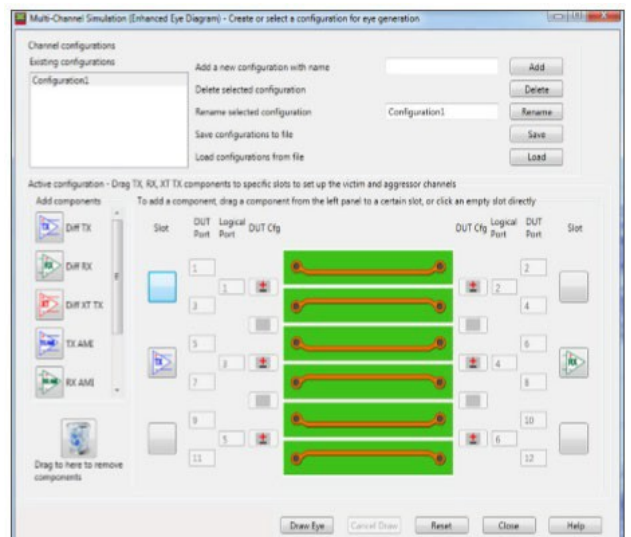 Multi-Channel Simulation (Enhanced Eye Diagram) - Create or select a configuration for eye generation
Channel configurations
Existing configurations
Configuration1
Add a new configuration with name
Add
Delete selected configuration
Delete
Rename selected configuration
Configuration1
Rename
Save configurations to file
Save
Load configurations from file
Load
Active configuration - Drag TX, RX, XT TX components to specific slots to set up the victim and aggressor channels
Add components
To add a component, drag a component from the left panel to a certain slot, or click an empty slot directly
Diff TX
Diff RX
Diff XT TX
TX AMI
RX AMI
Drag to here to remove
components
Slot
DUT Port
Logical Port
DUT Cfg
DUT Cfg
Logical Port
DUT Port
Slot
1
2
1
2
3
4
5
6
TX
3
4
RX
7
8
9
10
5
6
11
12
Draw Eye
Cancel Draw
Reset
Close
Help